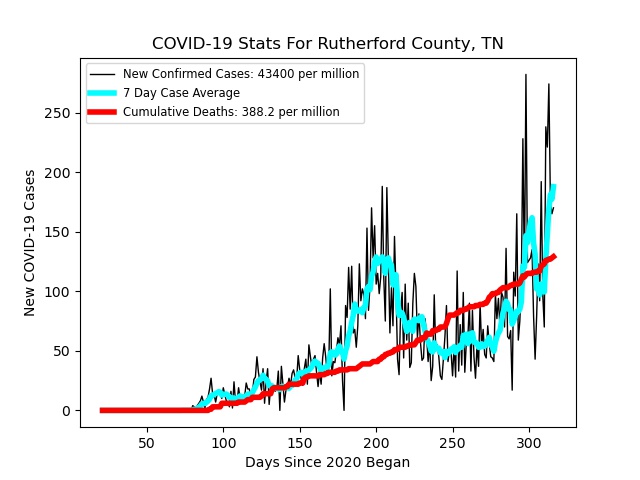 COVID-19 Stats For Rutherford County, TN
New Confirmed Cases: 43400 per million
7 Day Case Average
Cumulative Deaths: 388.2 per million
New COVID-19 Cases
250
200
150
100
50
0
50 100 150 200 250 300
Days Since 2020 Began